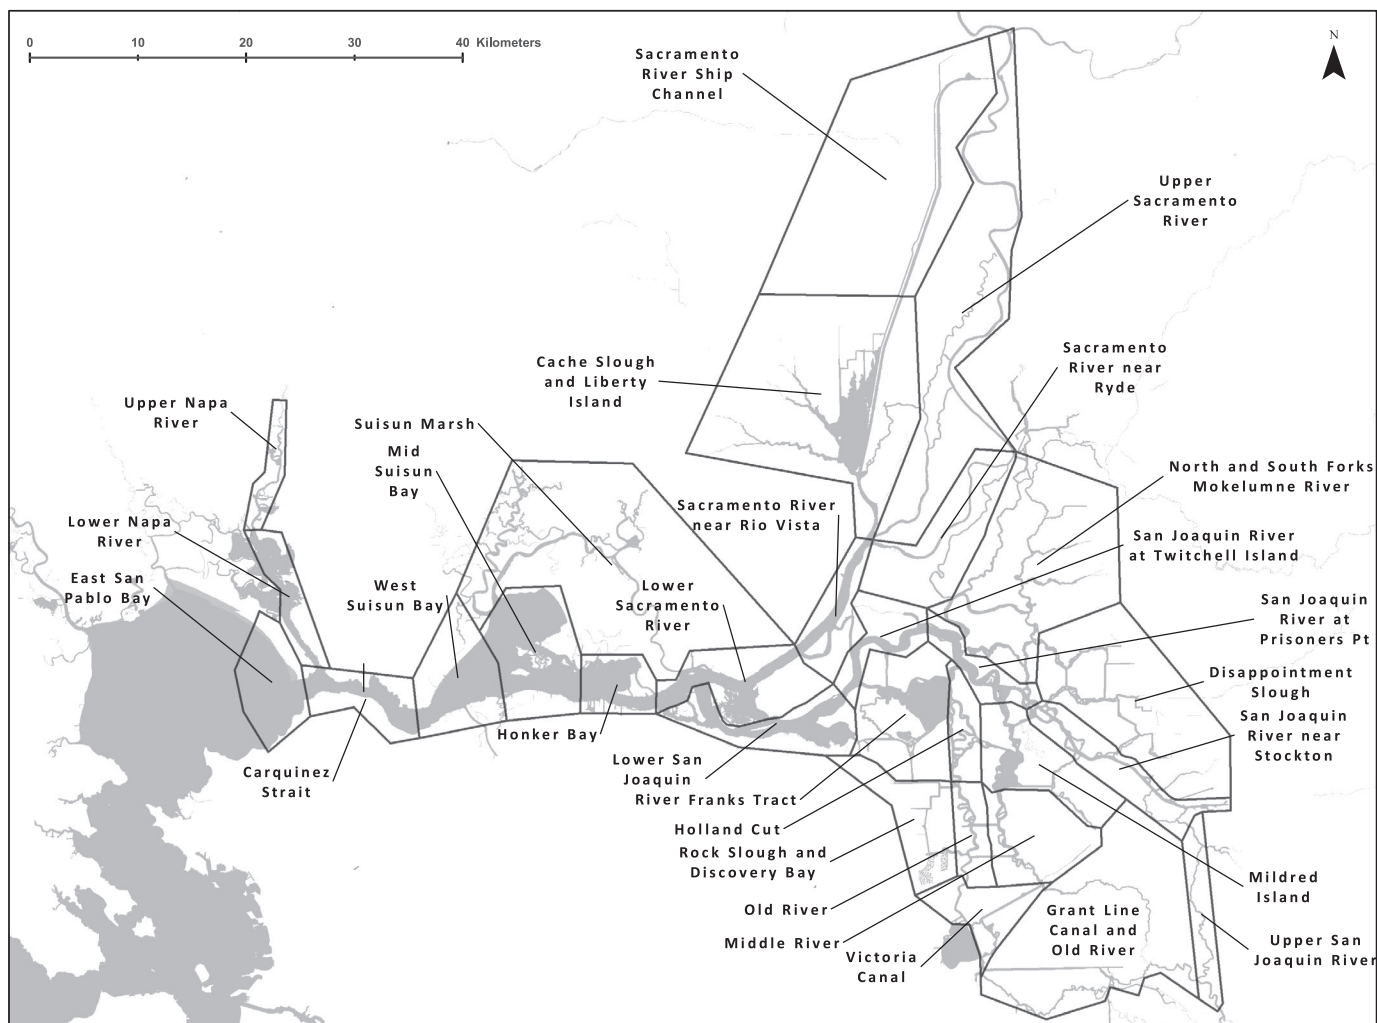 0 10 20 30 40 Kilometers
N
Sacramento
River Ship
Channel
Upper
Sacramento
River
Sacramento
River near
Ryde
Cache Slough
and Liberty
Island
Upper Napa
River
Suisun Marsh
Mid
Suisun
Bay
North and South Forks
Mokelumne River
Sacramento River
near Rio Vista
Lower Napa
River
San Joaquin River
at Twitchell Island
East San
Pablo Bay
West
Suisun Bay
Lower
Sacramento
River
San Joaquin
River at
Prisoners Pt
Disappointment
Slough
San Joaquin
River near
Stockton
Honker Bay
Carquinez
Strait
Lower San
Joaquin
River Franks Tract
Holland Cut
Rock Slough and
Discovery Bay
Mildred
Island
Old River
Grant Line
Canal and
Old River
Middle River
Victoria
Canal
Upper San
Joaquin River